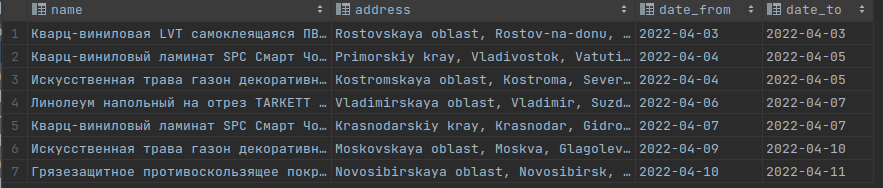 name address date_from date_to
1 Кварц-виниловая LVT самоклеящаяся ПВ… Rostovskaya oblast, Rostov-na-donu, … 2022-04-03 2022-04-03
2 Кварц-виниловый ламинат SPC Смарт Чо… Primorskiy kray, Vladivostok, Vatuti… 2022-04-04 2022-04-05
3 Искусственная трава газон декоративн… Kostromskaya oblast, Kostroma, Sever… 2022-04-04 2022-04-05
4 Линолеум напольный на отрез TARKETT … Vladimirskaya oblast, Vladimir, Suzd… 2022-04-06 2022-04-07
5 Кварц-виниловый ламинат SPC Смарт Чо… Krasnodarskiy kray, Krasnodar, Gidro… 2022-04-07 2022-04-07
6 Искусственная трава газон декоративн… Moskovskaya oblast, Moskva, Glagolev… 2022-04-09 2022-04-10
7 Грязезащитное противоскользящее покр… Novosibirskaya oblast, Novosibirsk, … 2022-04-10 2022-04-11